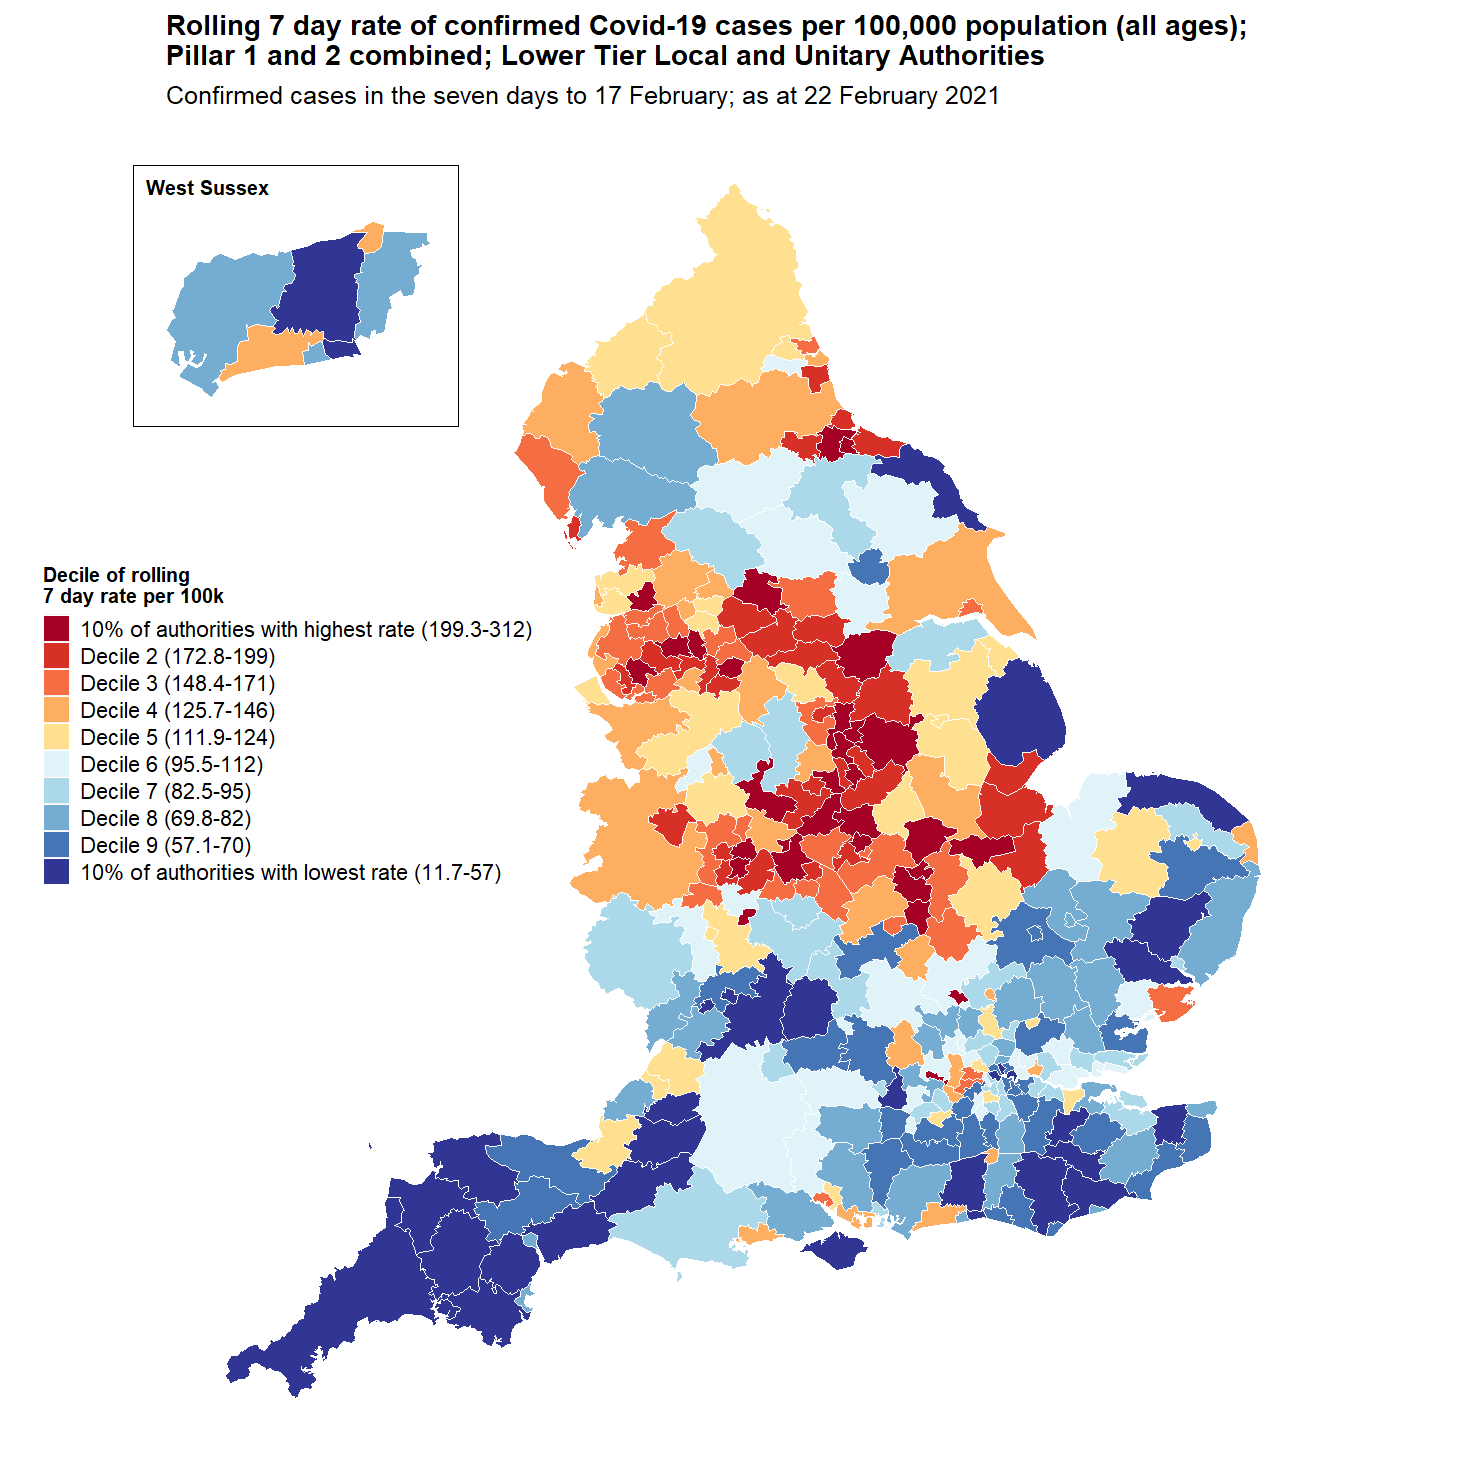 Rolling 7 day rate of confirmed Covid-19 cases per 100,000 population (all ages);
Pillar 1 and 2 combined; Lower Tier Local and Unitary Authorities
Confirmed cases in the seven days to 17 February; as at 22 February 2021
West Sussex
Decile of rolling
7 day rate per 100k
10% of authorities with highest rate (199.3-312)
Decile 2 (172.8-199)
Decile 3 (148.4-171)
Decile 4 (125.7-146)
Decile 5 (111.9-124)
Decile 6 (95.5-112)
Decile 7 (82.5-95)
Decile 8 (69.8-82)
Decile 9 (57.1-70)
10% of authorities with lowest rate (11.7-57)